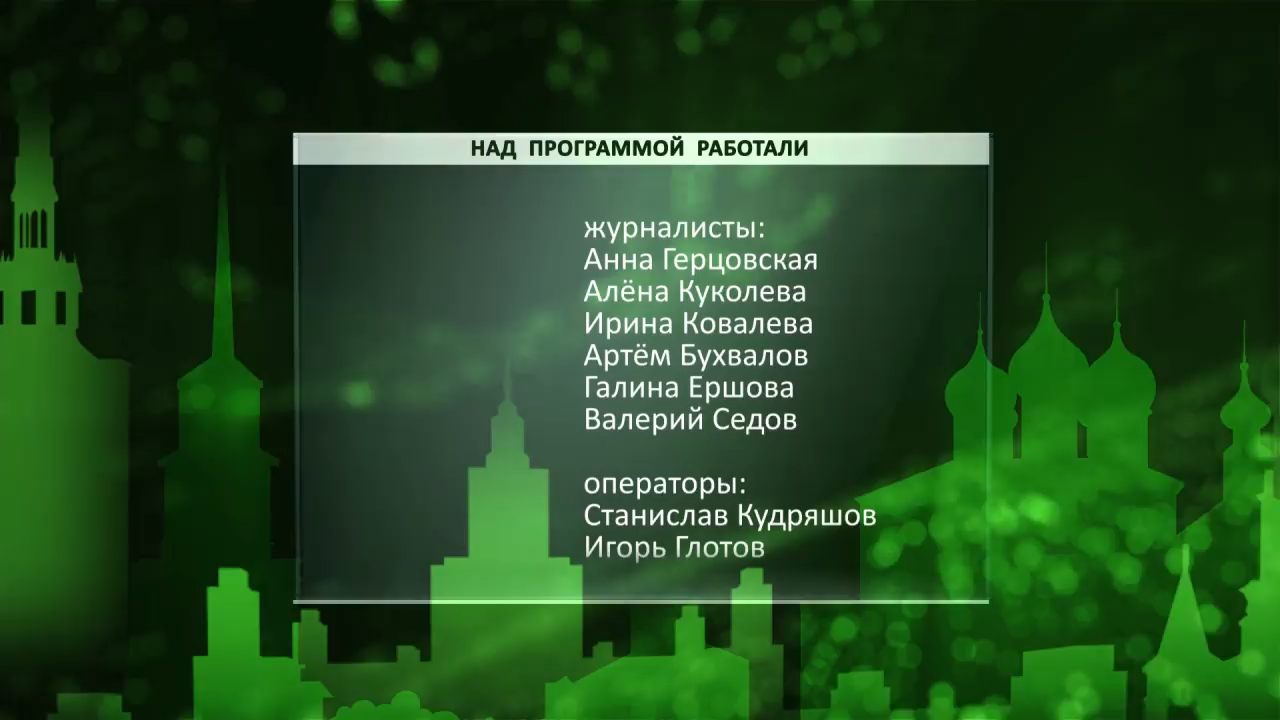 НАД ПРОГРАММОЙ РАБОТАЛИ
журналисты:
Анна Герцовская
Алёна Куколева
Ирина Ковалева
Артём Бухвалов
Галина Ершова
Валерий Седов
операторы:
Станислав Кудряшов
Игорь Глотов